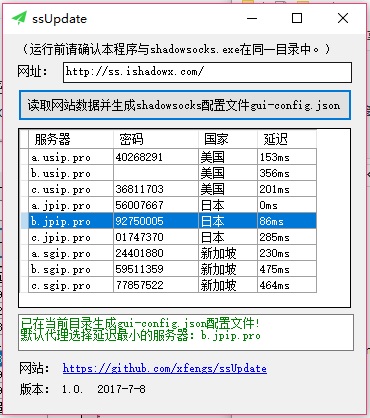 ssUpdate
（运行前请确认本程序与shadowsocks.exe在同一目录中。）
网址: http://ss.ishadowx.com/
读取网站数据并生成shadowsocks配置文件gui-config.json
服务器 密码 国家 延迟
a.usip.pro 40268291 美国 153ms
b.usip.pro 美国 356ms
c.usip.pro 36811703 美国 201ms
a.jpip.pro 56007667 日本 0ms
b.jpip.pro 92750005 日本 86ms
c.jpip.pro 01747370 日本 285ms
a.sgip.pro 24401880 新加坡 230ms
b.sgip.pro 59511359 新加坡 475ms
c.sgip.pro 77857522 新加坡 464ms
已在当前目录生成gui-config.json配置文件!
默认代理选择延迟最小的服务器: b.jpip.pro
网站: https://github.com/xfengs/ssUpdate
版本: 1.0. 2017-7-8